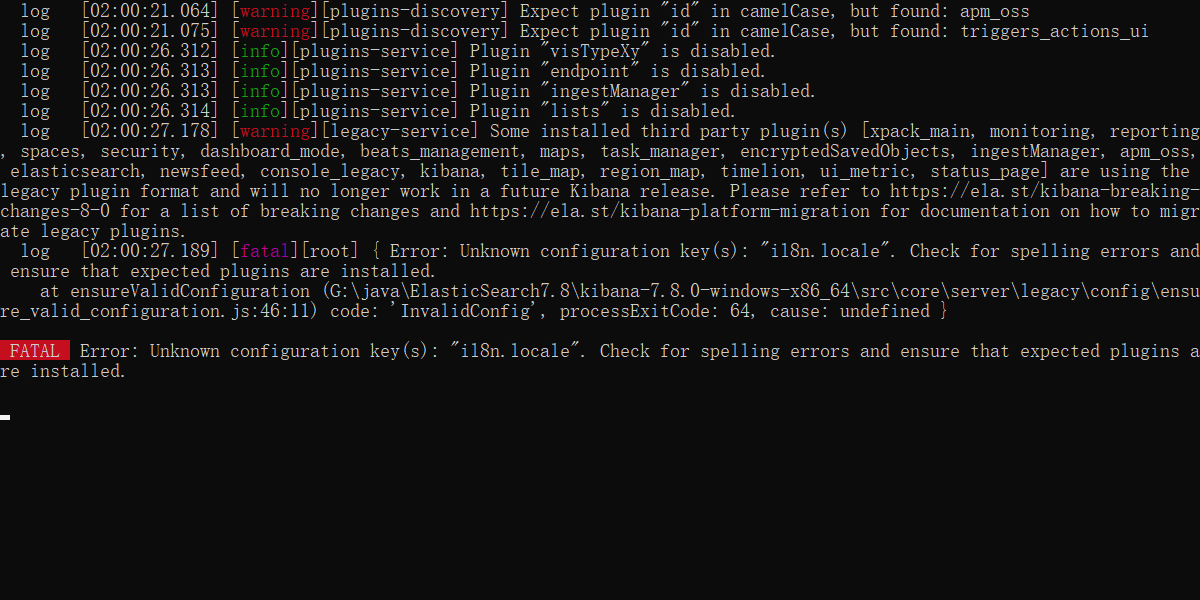 log [02:00:21.064] [warning][plugins-discovery] Expect plugin "id" in camelCase, but found: apm_oss
log [02:00:21.075] [warning][plugins-discovery] Expect plugin "id" in camelCase, but found: triggers_actions_ui
log [02:00:26.312] [info][plugins-service] Plugin "visTypeXy" is disabled.
log [02:00:26.313] [info][plugins-service] Plugin "endpoint" is disabled.
log [02:00:26.313] [info][plugins-service] Plugin "ingestManager" is disabled.
log [02:00:26.314] [info][plugins-service] Plugin "lists" is disabled.
log [02:00:27.178] [warning][legacy-service] Some installed third party plugin(s) [xpack_main, monitoring, reporting
, spaces, security, dashboard_mode, beats_management, maps, task_manager, encryptedSavedObjects, ingestManager, apm_oss,
elasticsearch, newsfeed, console_legacy, kibana, tile_map, region_map, timelion, ui_metric, status_page] are using the
legacy plugin format and will no longer work in a future Kibana release. Please refer to https://ela.st/kibana-breaking-
changes-8-0 for a list of breaking changes and https://ela.st/kibana-platform-migration for documentation on how to migr
ate legacy plugins.
log [02:00:27.189] [fatal][root] { Error: Unknown configuration key(s): "il8n.locale". Check for spelling errors and
ensure that expected plugins are installed.
at ensureValidConfiguration (G:\java\ElasticSearch7.8\kibana-7.8.0-windows-x86_64\src\core\server\legacy\config\ensu
re_valid_configuration.js:46:11) code: 'InvalidConfig', processExitCode: 64, cause: undefined }
FATAL Error: Unknown configuration key(s): "il8n.locale". Check for spelling errors and ensure that expected plugins a
re installed.